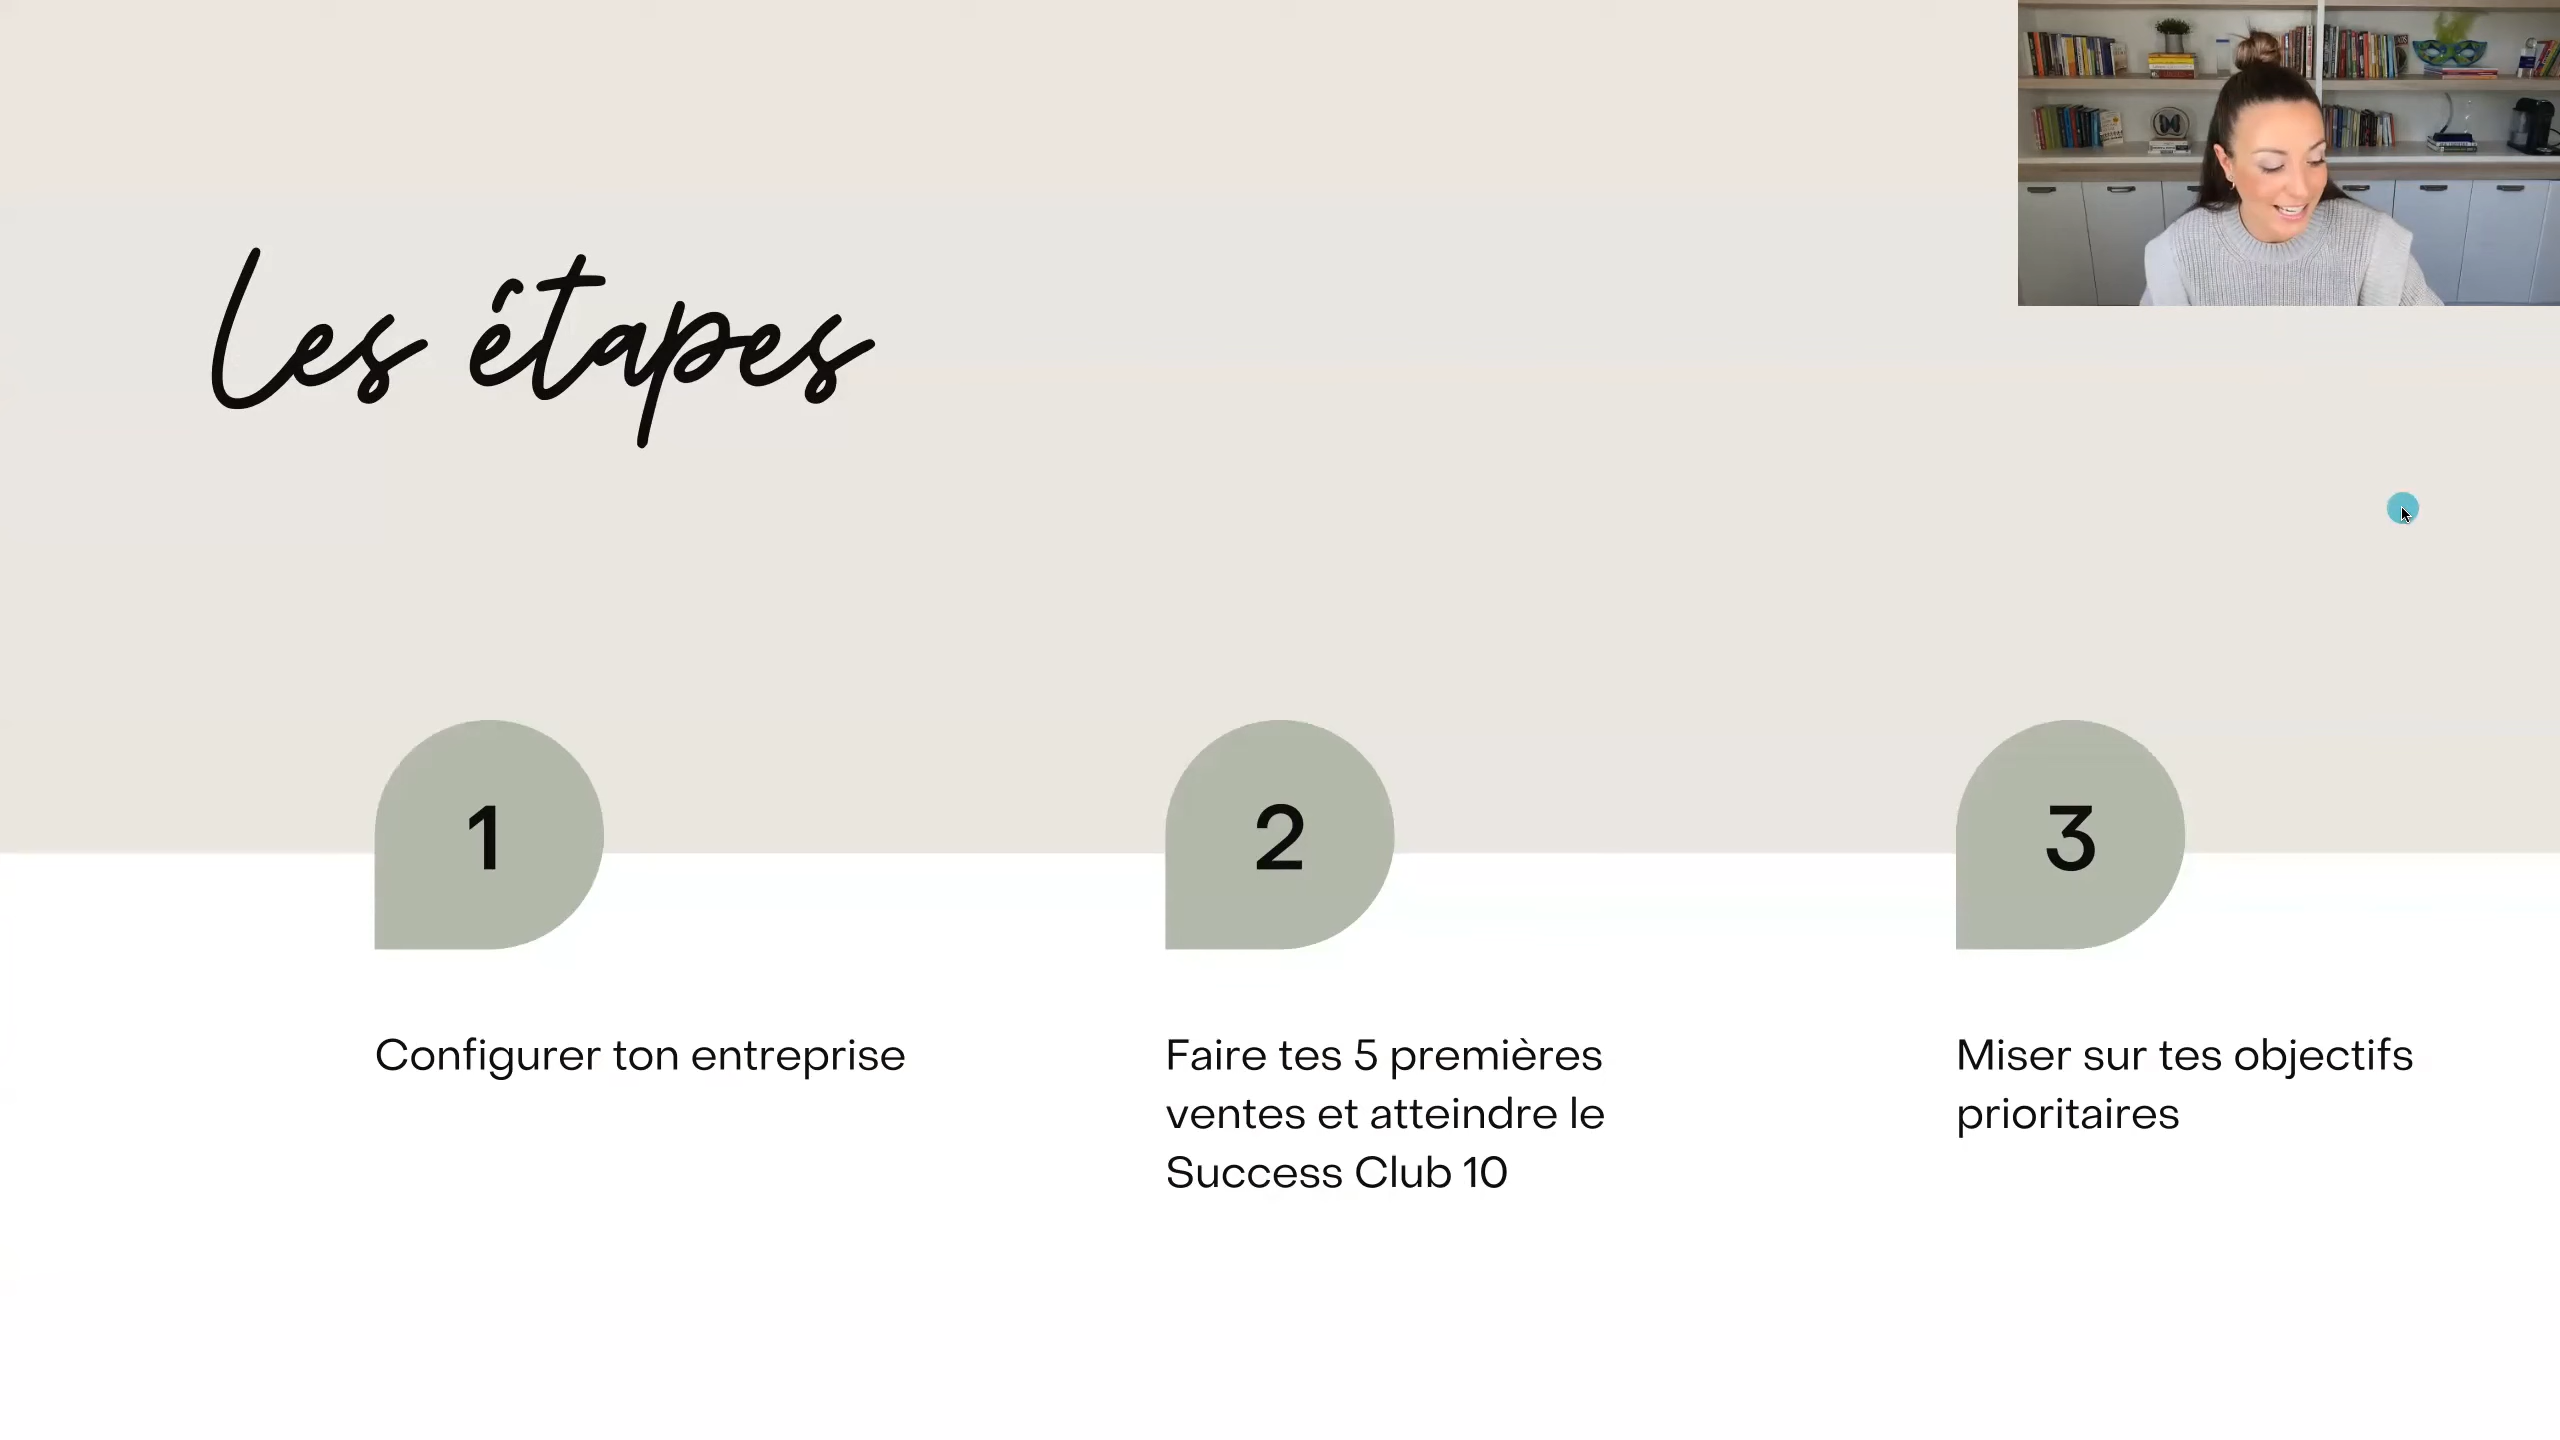 Les étapes
1
Configurer ton entreprise
2
Faire tes 5 premières
ventes et atteindre le
Success Club 10
3
Miser sur tes objectifs
prioritaires